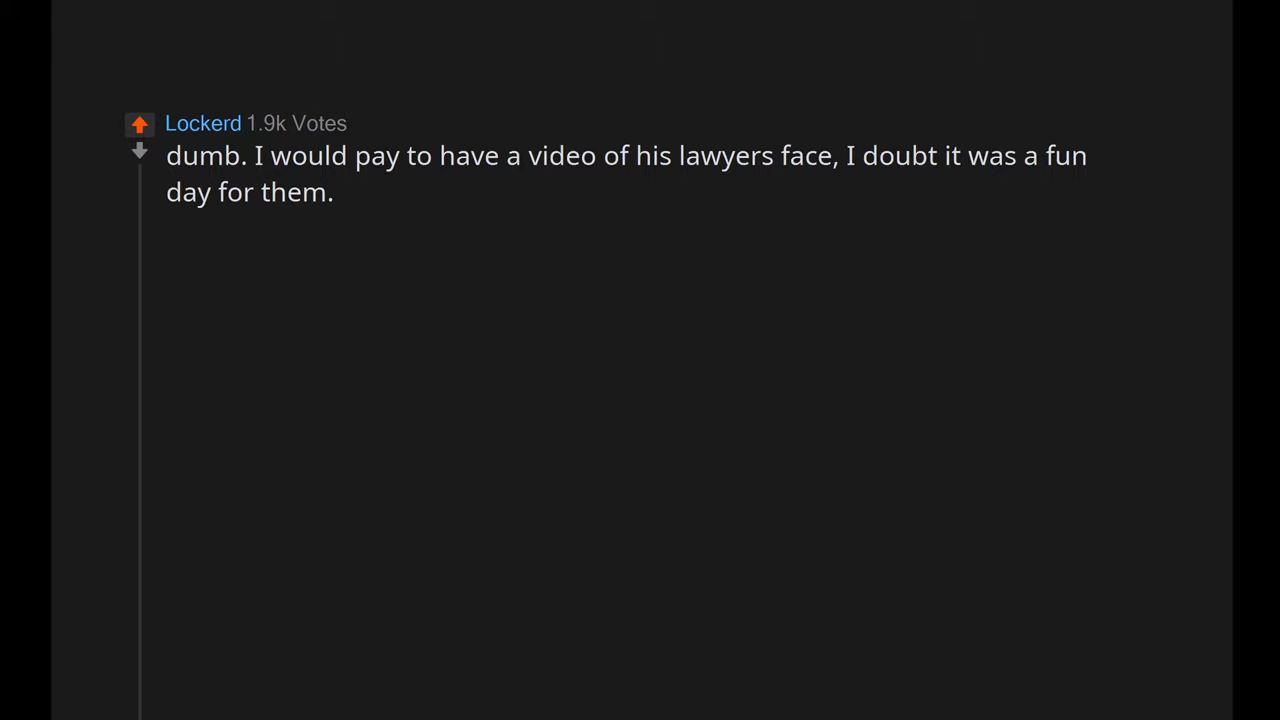 Lockerd 1.9k Votes
dumb. I would pay to have a video of his lawyers face, I doubt it was a fun
day for them.